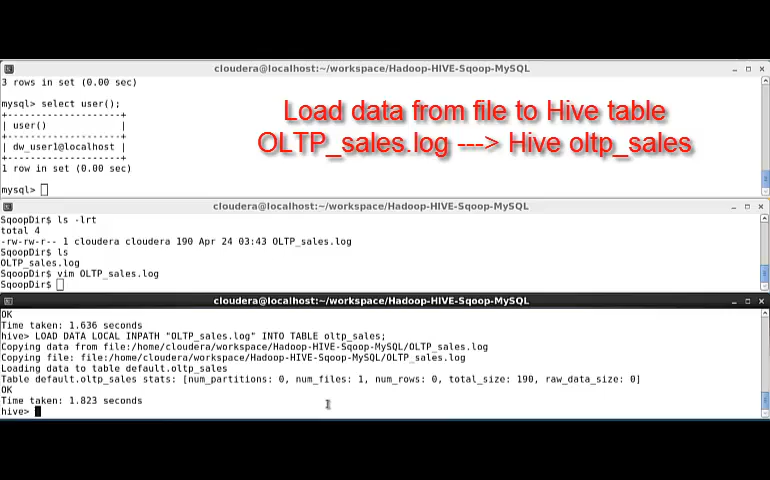 cloudera@localhost:~/workspace/Hadoop-HIVE-Sqoop-MySQL
3 rows in set (0.00 sec)
mysql> select user();
+------------------+
| user()           |
+------------------+
| dw_user1@localhost |
+------------------+
1 row in set (0.00 sec)
mysql>
Load data from file to Hive table
OLTP_sales.log ---> Hive oltp_sales
cloudera@localhost:~/workspace/Hadoop-HIVE-Sqoop-MySQL
SqoopDir> ls -lrt
total 4
-rw-rw-r-- 1 cloudera cloudera 190 Apr 24 03:43 OLTP_sales.log
SqoopDir> ls
OLTP_sales.log
SqoopDir> vim OLTP_sales.log
SqoopDir>
cloudera@localhost:~/workspace/Hadoop-HIVE-Sqoop-MySQL
OK
Time taken: 1.636 seconds
hive> LOAD DATA LOCAL INPATH "OLTP_sales.log" INTO TABLE oltp_sales;
Copying data from file:/home/cloudera/workspace/Hadoop-HIVE-Sqoop-MySQL/OLTP_sales.log
Copying file: file:/home/cloudera/workspace/Hadoop-HIVE-Sqoop-MySQL/OLTP_sales.log
Loading data to table default.oltp_sales
Table default.oltp_sales stats: [num_partitions: 0, num_files: 1, num_rows: 0, total_size: 190, raw_data_size: 0]
OK
Time taken: 1.823 seconds
hive>